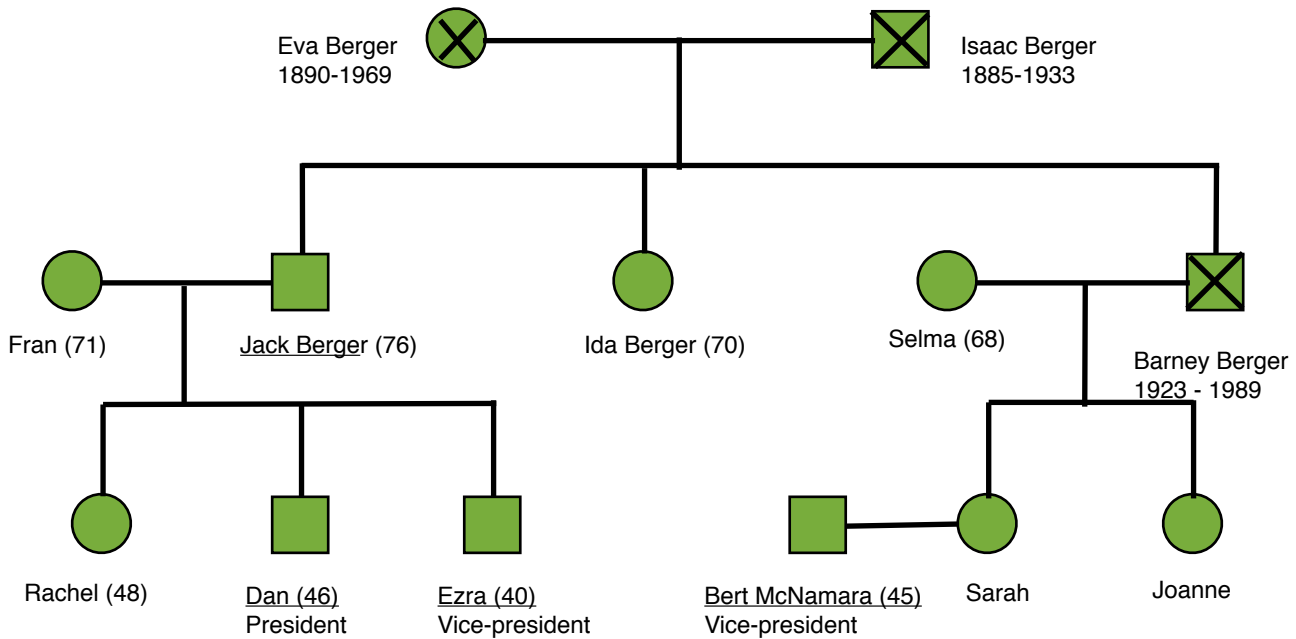 Eva Berger
1890-1969
Isaac Berger
1885-1933
Fran (71)
Jack Berger (76)
Ida Berger (70)
Selma (68)
Barney Berger
1923 - 1989
Rachel (48)
Dan (46)
President
Ezra (40)
Vice-president
Bert McNamara (45)
Vice-president
Sarah
Joanne